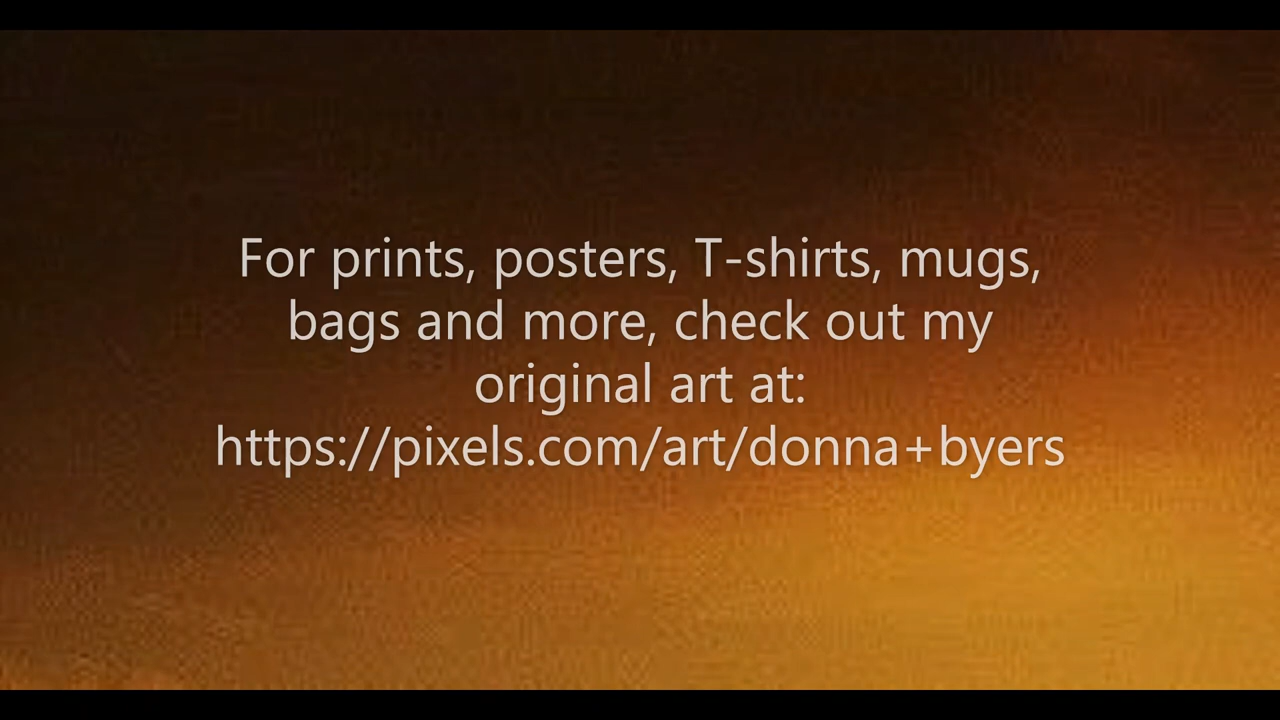 For prints, posters, T-shirts, mugs,
bags and more, check out my
original art at:
https://pixels.com/art/donna+byers